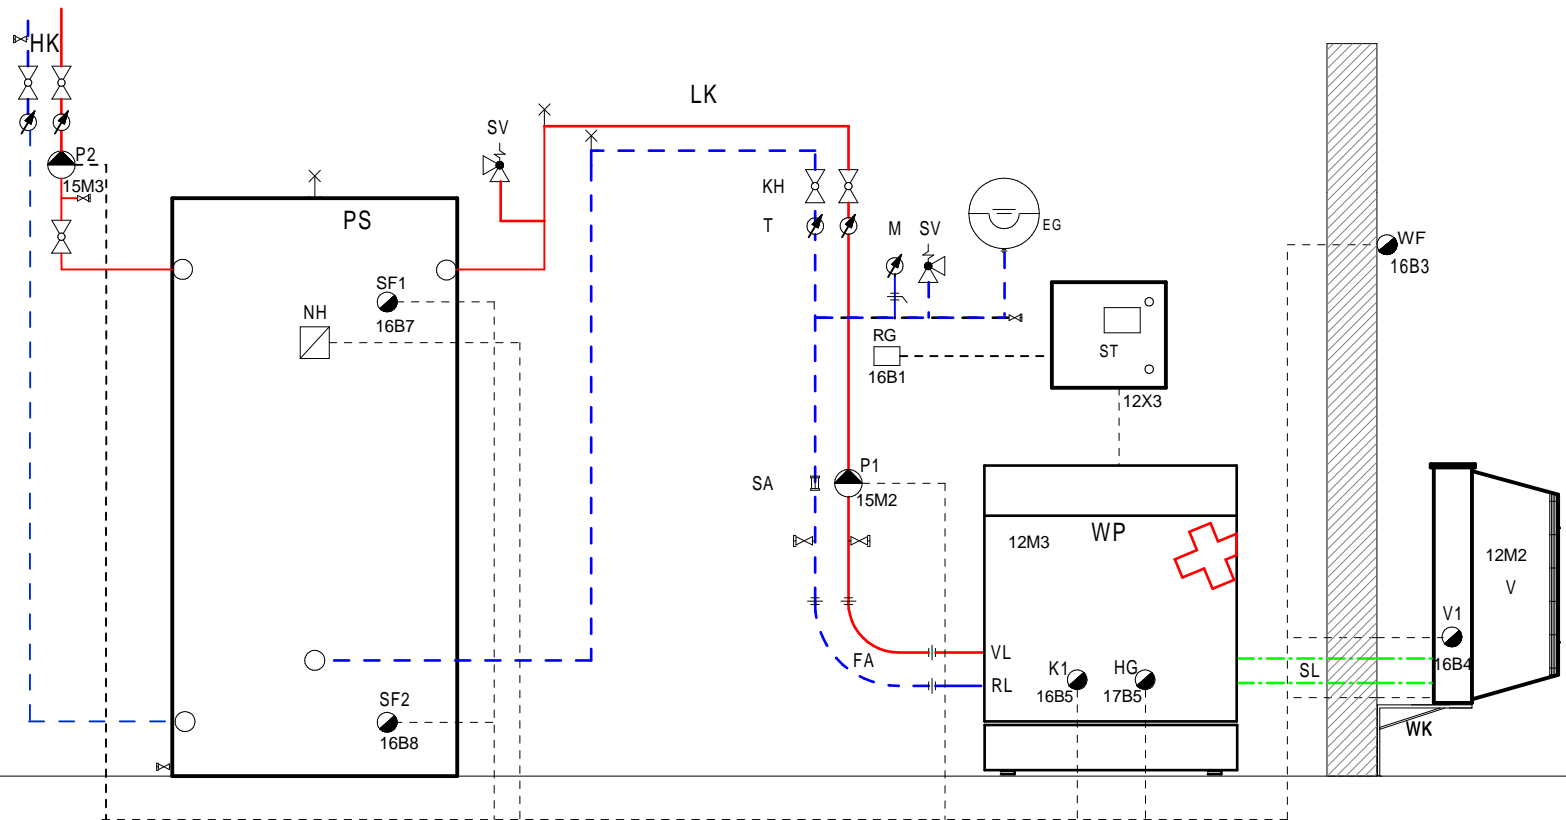 HK
LK
SV
P2
15M3
KH
PS
T
M
SV
EG
WF
16B3
SF1
16B7
NH
RG
16B1
ST
12X3
P1
SA
15M2
WP
12M3
12M2
V
V1
16B4
FA
VL
RL
K1
16B5
HG
17B5
SL
SF2
16B8
WK